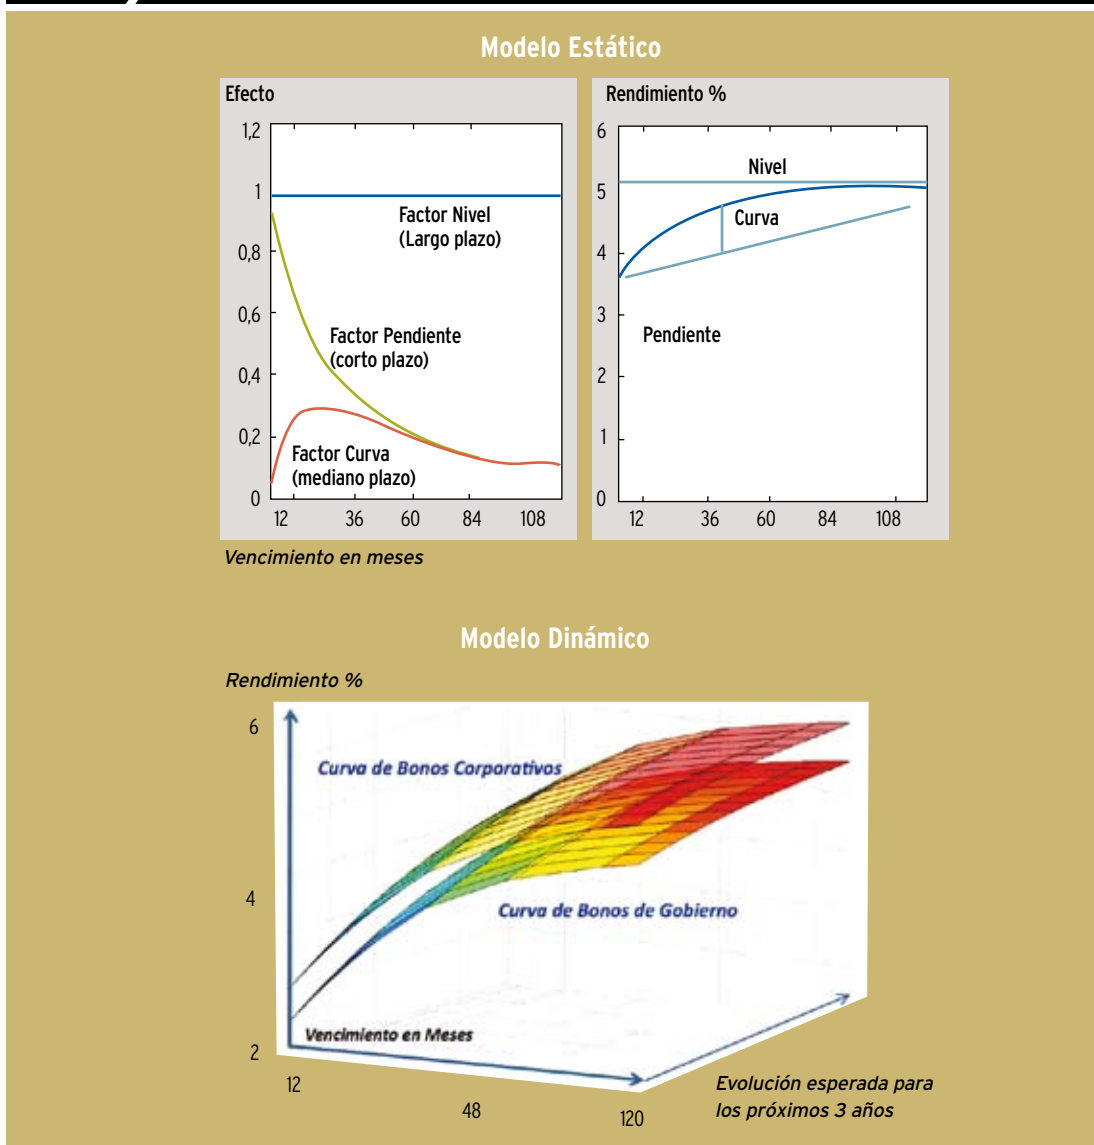 Modelo Estático
Efecto
1,2
1
0,8
0,6
0,4
0,2
0
Factor Nivel
(Largo plazo)
Factor Pendiente
(corto plazo)
Factor Curva
(mediano plazo)
12 36 60 84 108
Vencimiento en meses
Rendimiento %
6
5
4
3
2
1
0
Nivel
Curva
Pendiente
12 36 60 84 108
Modelo Dinámico
Rendimiento %
6
4
2
Curva de Bonos Corporativos
Curva de Bonos de Gobierno
Vencimiento en Meses
12
48
120
Evolución esperada para
los próximos 3 años